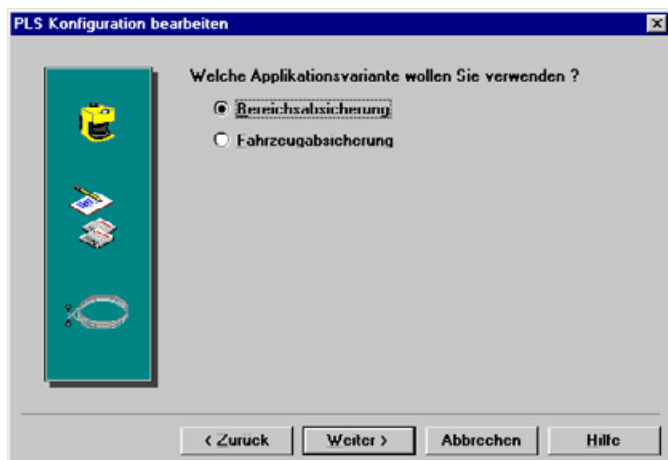 PLS Konfiguration bearbeiten
Welche Applikationsvariante wollen Sie verwenden ?
Bereichsabsicherung
Fahrzeugabsicherung
< Zurück
Weiter >
Abbrechen
Hilfe